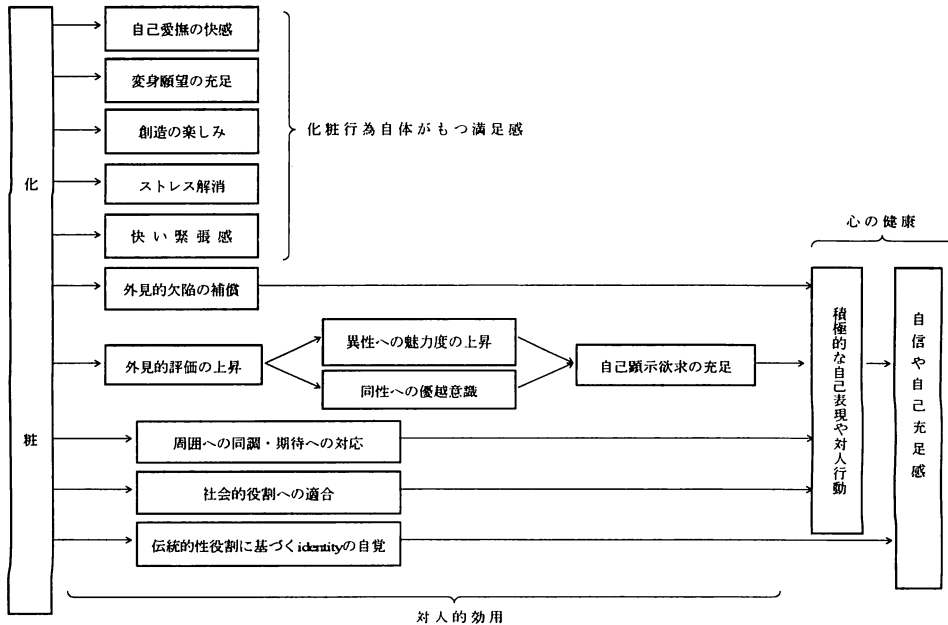 化粧
自己愛撫の快感
変身願望の充足
創造の楽しみ
ストレス解消
快い緊張感
化粧行為自体がもつ満足感
外見的欠陥の補償
外見的評価の上昇
異性への魅力度の上昇
同性への優越意識
自己顕示欲求の充足
周囲への同調・期待への対応
社会的役割への適合
伝統的性役割に基づくidentityの自覚
対人的効用
心の健康
積極的な自己表現や対人行動
自信や自己充足感